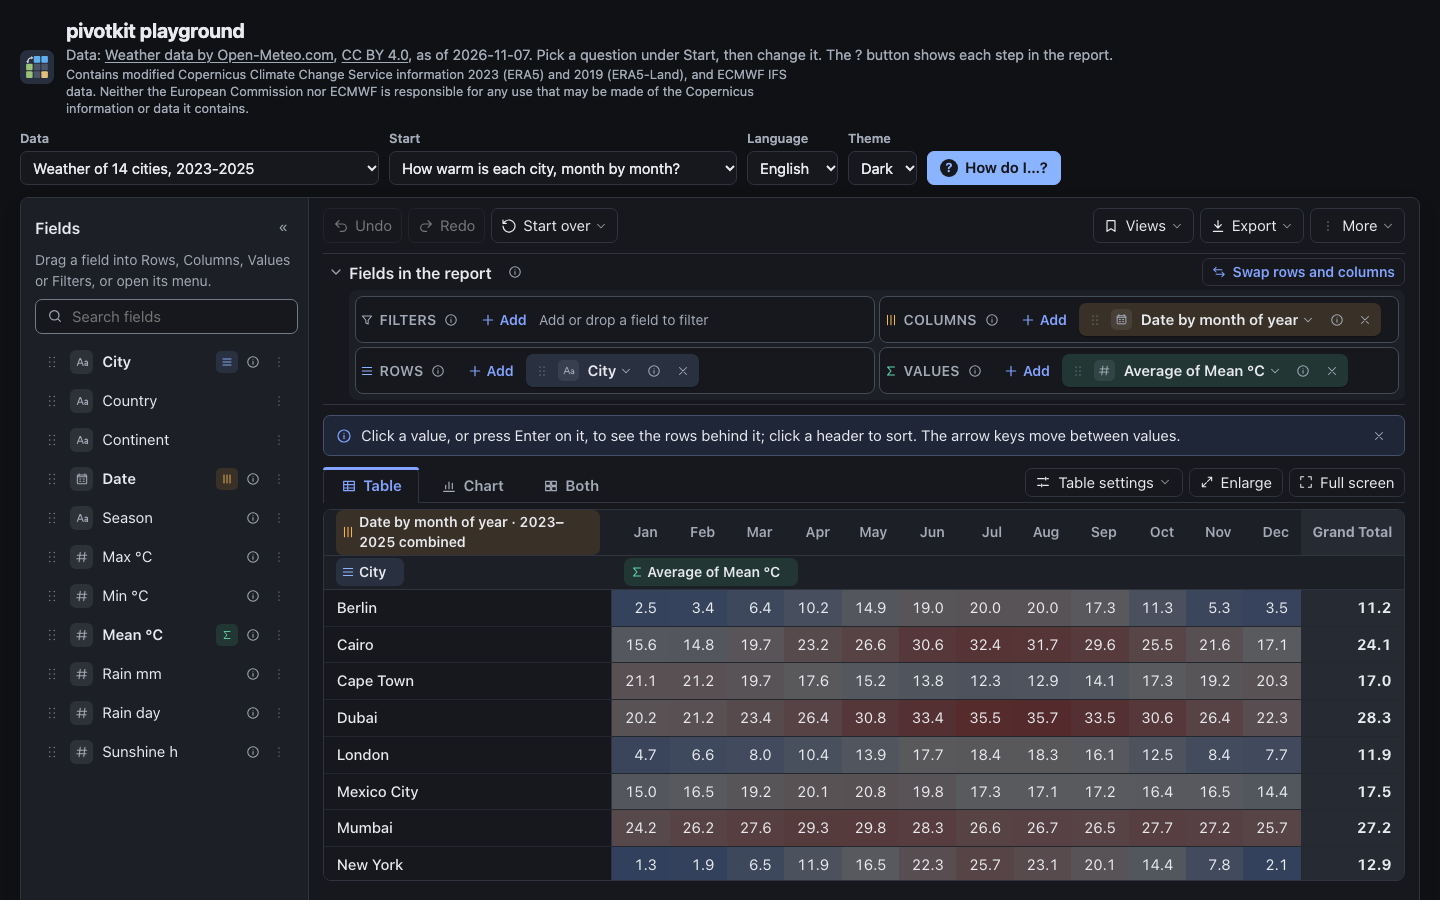 pivotkit playground
Data: Weather data by Open-Meteo.com, CC BY 4.0, as of 2026-11-07. Pick a question under Start, then change it. The ? button shows each step in the report.
Contains modified Copernicus Climate Change Service information 2023 (ERA5) and 2019 (ERA5-Land), and ECMWF IFS
data. Neither the European Commission nor ECMWF is responsible for any use that may be made of the Copernicus
information or data it contains.
Data Start Language Theme
Weather of 14 cities, 2023-2025 How warm is each city, month by month? English Dark ? How do I...?
Fields «
Drag a field into Rows, Columns, Values
or Filters, or open its menu.
Search fields
Aa City
Aa Country
Aa Continent
Date
Aa Season
# Max °C
# Min °C
# Mean °C Σ
# Rain mm
# Rain day
# Sunshine h
Undo Redo Start over Views Export More
Fields in the report Swap rows and columns
FILTERS + Add Add or drop a field to filter
COLUMNS + Add Date by month of year ×
ROWS + Add Aa City ×
Σ VALUES + Add # Average of Mean °C ×
Click a value, or press Enter on it, to see the rows behind it; click a header to sort. The arrow keys move between values. ×
Table Chart Both Table settings Enlarge Full screen
Date by month of year · 2023–
2025 combined
Jan Feb Mar Apr May Jun Jul Aug Sep Oct Nov Dec Grand Total
City Σ Average of Mean °C
Berlin 2.5 3.4 6.4 10.2 14.9 19.0 20.0 20.0 17.3 11.3 5.3 3.5 11.2
Cairo 15.6 14.8 19.7 23.2 26.6 30.6 32.4 31.7 29.6 25.5 21.6 17.1 24.1
Cape Town 21.1 21.2 19.7 17.6 15.2 13.8 12.3 12.9 14.1 17.3 19.2 20.3 17.0
Dubai 20.2 21.2 23.4 26.4 30.8 33.4 35.5 35.7 33.5 30.6 26.4 22.3 28.3
London 4.7 6.6 8.0 10.4 13.9 17.7 18.4 18.3 16.1 12.5 8.4 7.7 11.9
Mexico City 15.0 16.5 19.2 20.1 20.8 19.8 17.3 17.1 17.2 16.4 16.5 14.4 17.5
Mumbai 24.2 26.2 27.6 29.3 29.8 28.3 26.6 26.7 26.5 27.7 27.2 25.7 27.2
New York 1.3 1.9 6.5 11.9 16.5 22.3 25.7 23.1 20.1 14.4 7.8 2.1 12.9